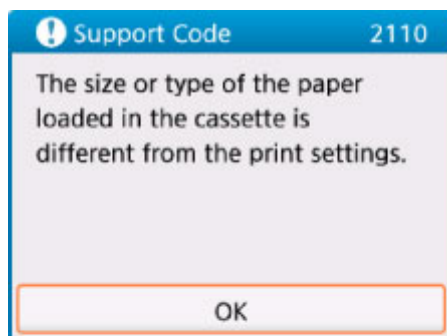 Support Code 2110
The size or type of the paper
loaded in the cassette is
different from the print settings.
OK